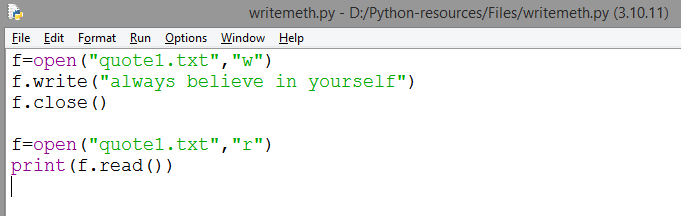 writemeth.py - D:/Python-resources/Files/writemeth.py (3.10.11)
File Edit Format Run Options Window Help
f=open("quote1.txt","w")
f.write("always believe in yourself")
f.close()
f=open("quote1.txt","r")
print(f.read())